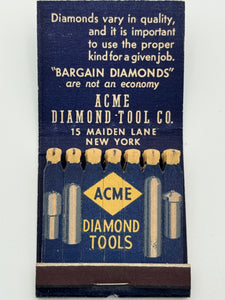 Diamonds vary in quality,
and it is important
to use the proper
kind for a given job.
"BARGAIN DIAMONDS"
are not an economy
ACME
DIAMOND-TOOL CO.
15 MAIDEN LANE
NEW YORK
ACME
DIAMOND
TOOLS